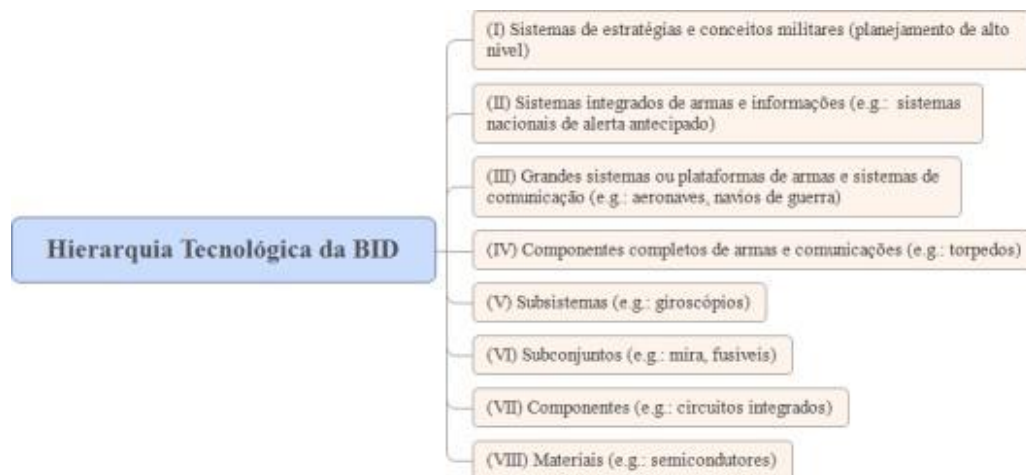 (I) Sistemas de estratégias e conceitos militares (planejamento de alto
nível)
(II) Sistemas integrados de armas e informações (e.g.: sistemas
nacionais de alerta antecipado)
(III) Grandes sistemas ou plataformas de armas e sistemas de
comunicação (e.g.: aeronaves, navios de guerra)
Hierarquia Tecnológica da BID
(IV) Componentes completos de armas e comunicações (e.g.: torpedos)
(V) Subsistemas (e.g.: giroscópios)
(VI) Subconjuntos (e.g.: mira, fusíveis)
(VII) Componentes (e.g.: circuitos integrados)
(VIII) Materiais (e.g.: semicondutores)